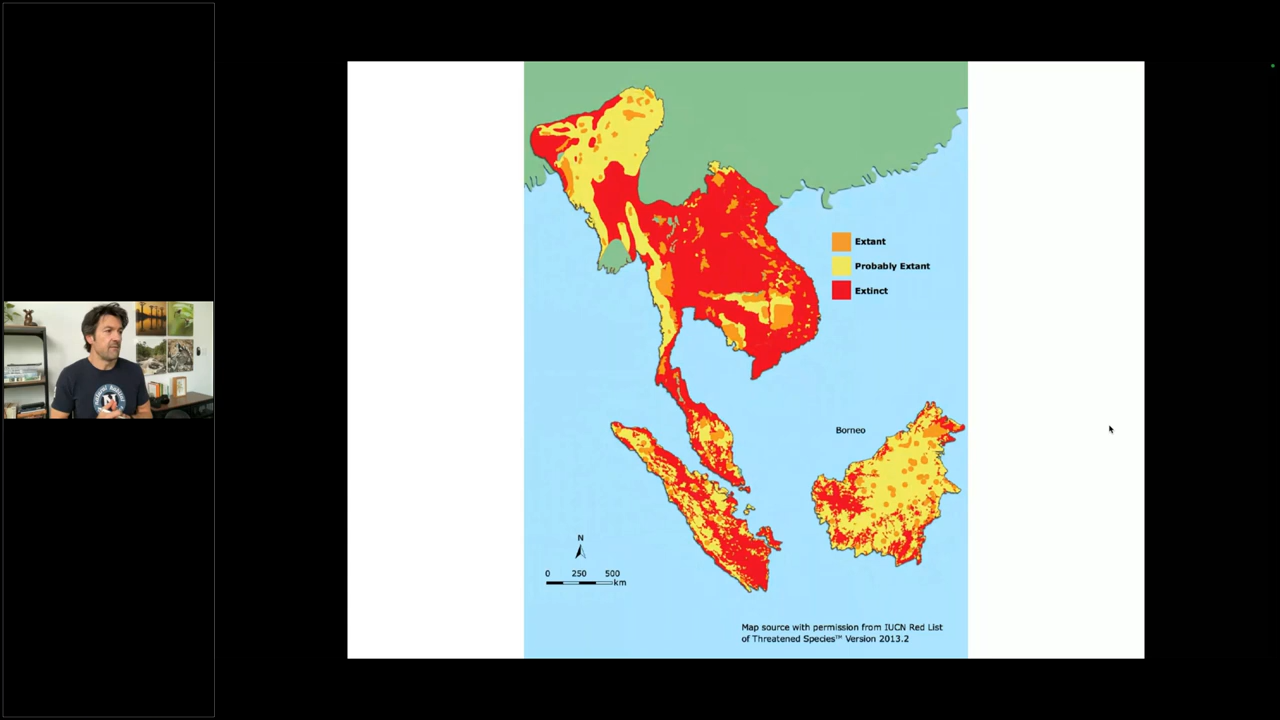 Extant
Probably Extant
Extinct
Borneo
N
0 250 500
km
Map source with permission from IUCN Red List
of Threatened Species™ Version 2013.2